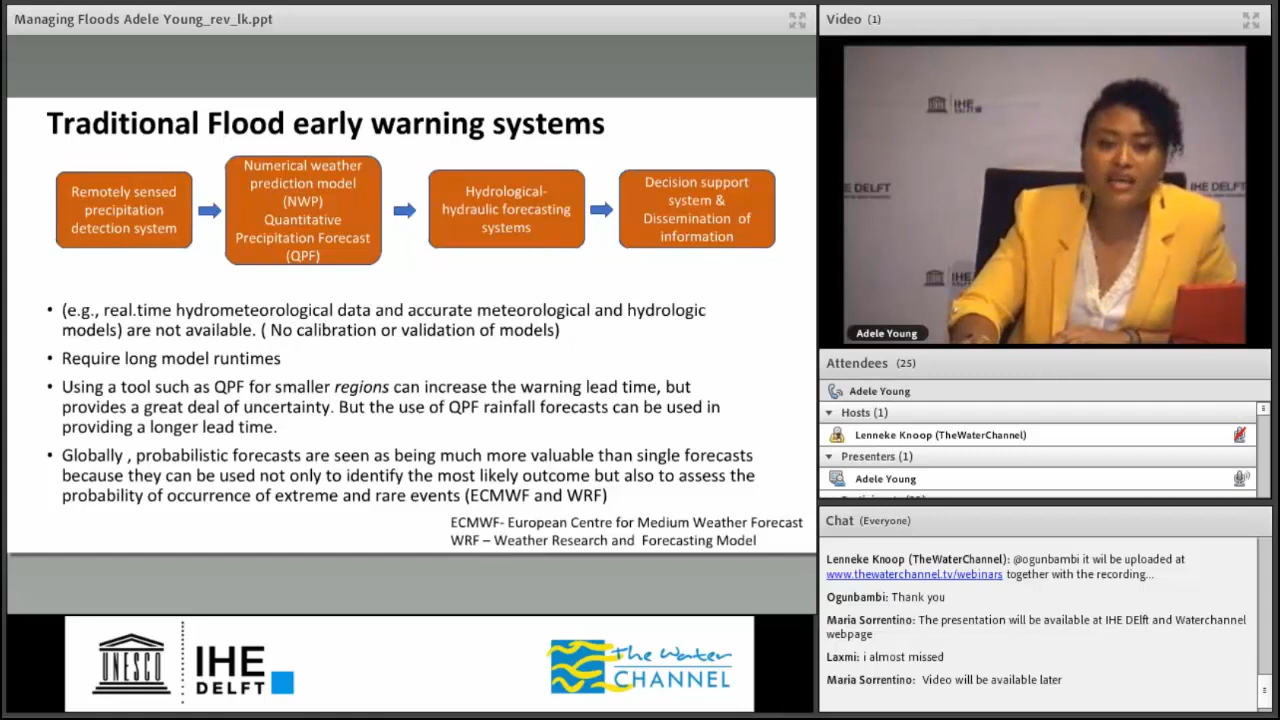 Managing Floods Adele Young_rev_lk.ppt
Traditional Flood early warning systems
Remotely sensed
precipitation
detection system
Numerical weather
prediction model
(NWP)
Quantitative
Precipitation Forecast
(QPF)
Hydrological-
hydraulic forecasting
systems
Decision support
system &
Dissemination of
information
• (e.g., real.time hydrometeorological data and accurate meteorological and hydrologic
models) are not available. ( No calibration or validation of models)
• Require long model runtimes
• Using a tool such as QPF for smaller regions can increase the warning lead time, but
provides a great deal of uncertainty. But the use of QPF rainfall forecasts can be used in
providing a longer lead time.
• Globally , probabilistic forecasts are seen as being much more valuable than single forecasts
because they can be used not only to identify the most likely outcome but also to assess the
probability of occurrence of extreme and rare events (ECMWF and WRF)
ECMWF- European Centre for Medium Weather Forecast
WRF – Weather Research and Forecasting Model
UNESCO
IHE
DELFT
The Water
CHANNEL
Video (1)
IHE
DELFT
IHE DELFT
IHE DELFT
IHE
DELFT
Adele Young
Attendees (25)
Adele Young
Hosts (1)
Lenneke Knoop (TheWaterChannel)
Presenters (1)
Adele Young
Chat (Everyone)
Lenneke Knoop (TheWaterChannel): @ogunbambi it wil be uploaded at
www.thewaterchannel.tv/webinars together with the recording...
Ogunbambi: Thank you
Maria Sorrentino: The presentation will be available at IHE DElft and Waterchannel
webpage
Laxmi: i almost missed
Maria Sorrentino: Video will be available later